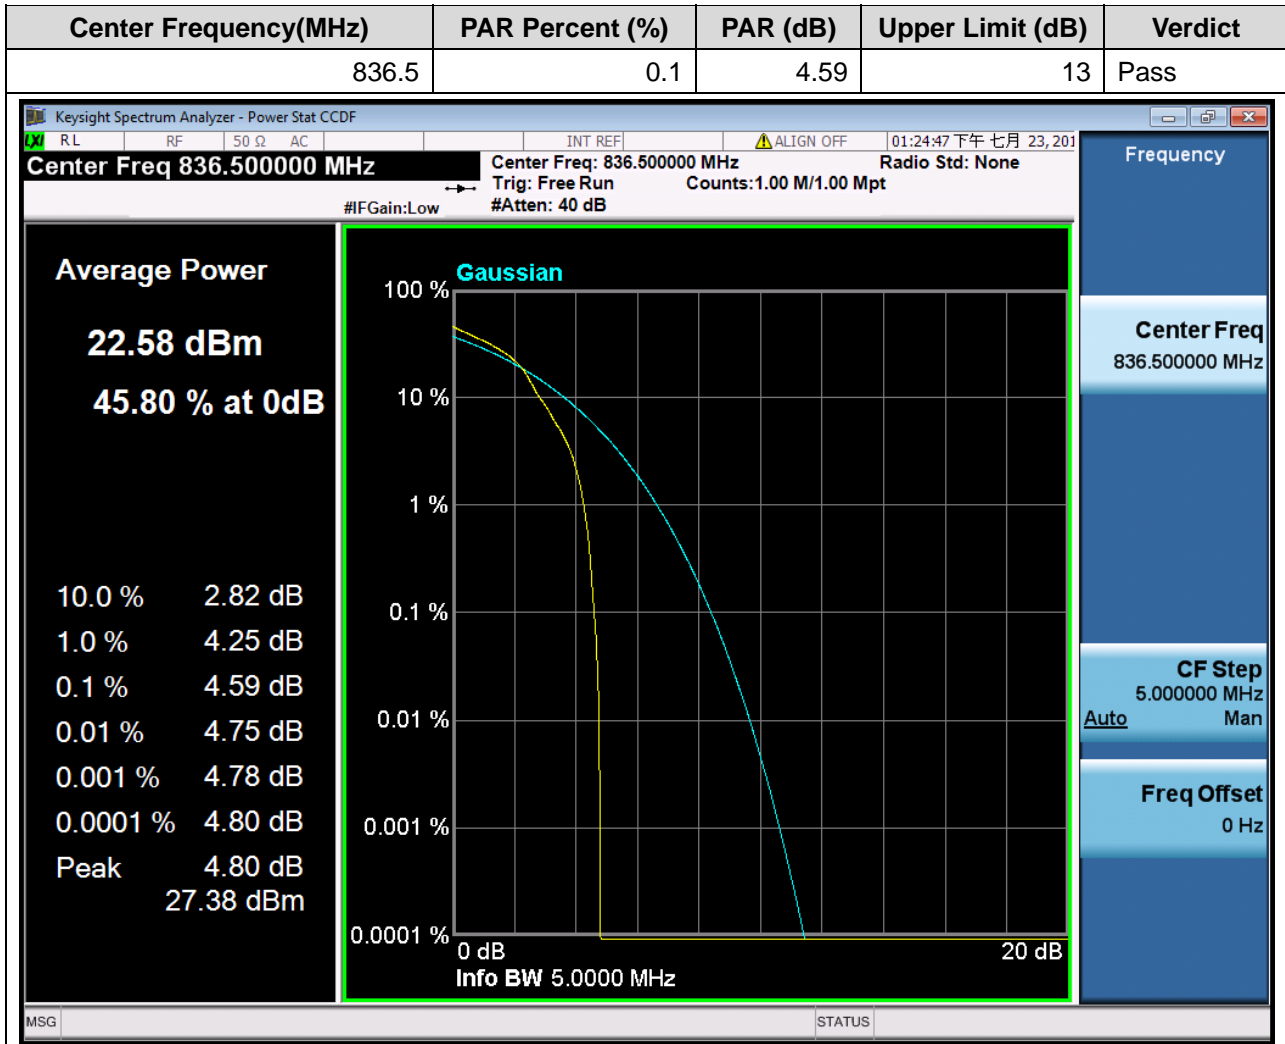 Center Frequency(MHz) PAR Percent (%) PAR (dB) Upper Limit (dB) Verdict
836.5 0.1 4.59 13 Pass
Keysight Spectrum Analyzer - Power Stat CCDF
LXI RL RF 50 Ω AC INT REF ALIGN OFF 01:24:47 下午 七月 23, 201
Center Freq 836.500000 MHz
Center Freq: 836.500000 MHz Radio Std: None
Trig: Free Run Counts:1.00 M/1.00 Mpt
#IFGain:Low #Atten: 40 dB
Frequency
Average Power
22.58 dBm
45.80 % at 0dB
10.0 % 2.82 dB
1.0 % 4.25 dB
0.1 % 4.59 dB
0.01 % 4.75 dB
0.001 % 4.78 dB
0.0001 % 4.80 dB
Peak 4.80 dB
27.38 dBm
Gaussian
100 %
10 %
1 %
0.1 %
0.01 %
0.001 %
0.0001 %
0 dB 20 dB
Info BW 5.0000 MHz
Center Freq
836.500000 MHz
CF Step
5.000000 MHz
Auto Man
Freq Offset
0 Hz
MSG STATUS